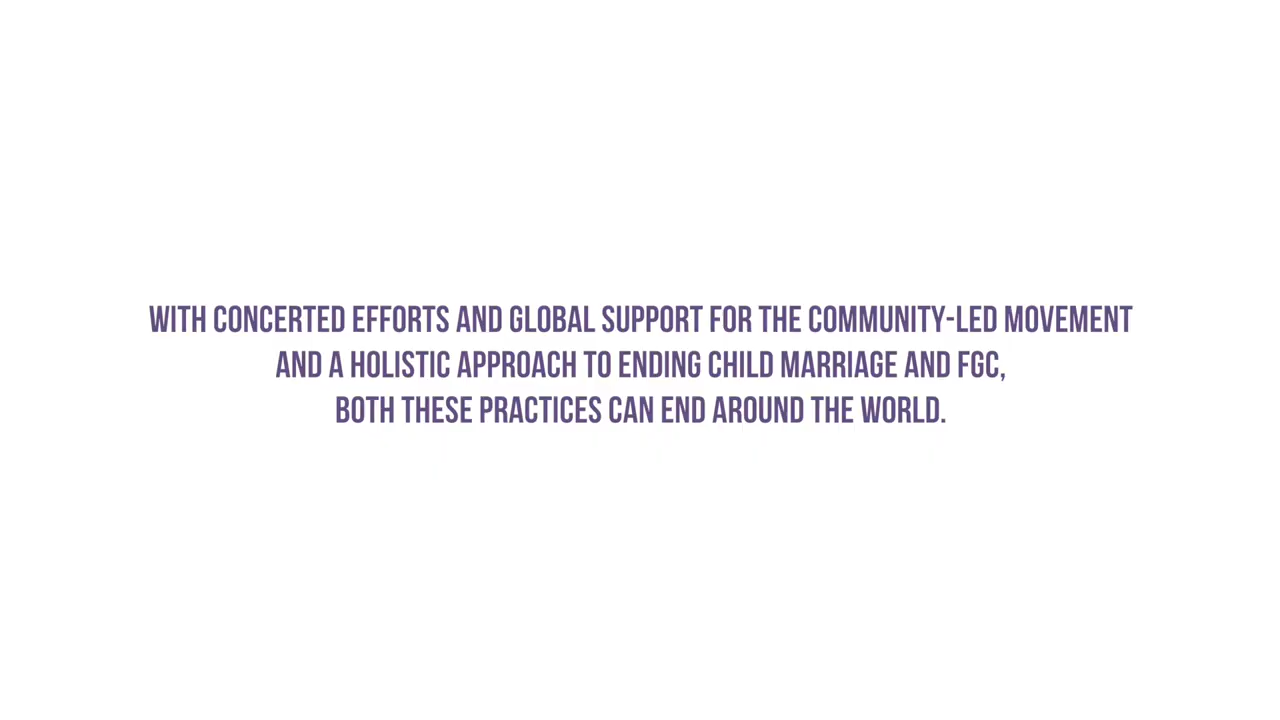 WITH CONCERTED EFFORTS AND GLOBAL SUPPORT FOR THE COMMUNITY-LED MOVEMENT
AND A HOLISTIC APPROACH TO ENDING CHILD MARRIAGE AND FGC,
BOTH THESE PRACTICES CAN END AROUND THE WORLD.